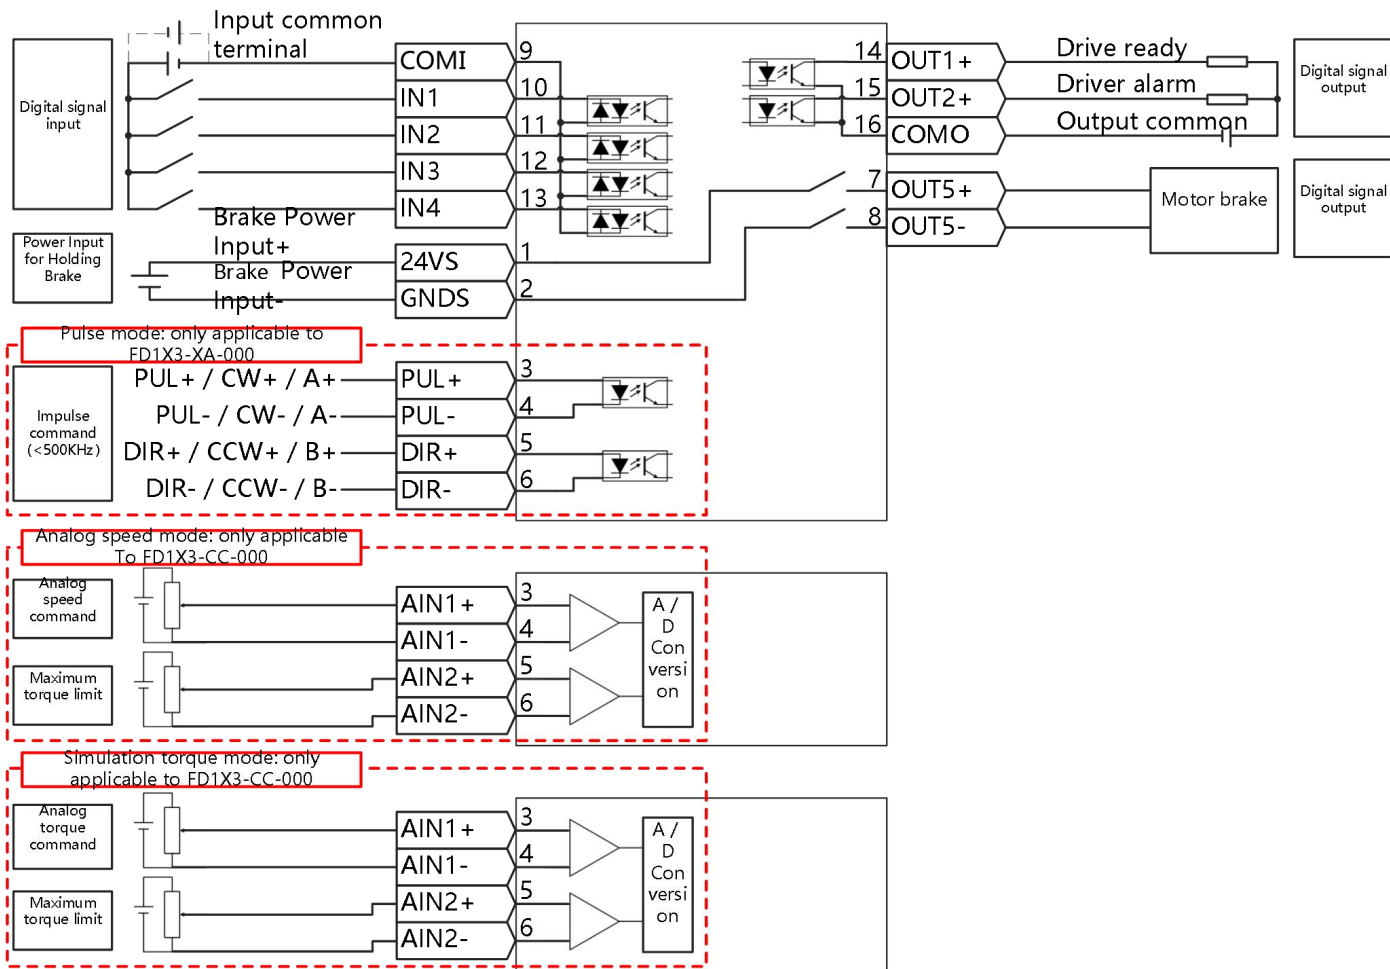 Input common
terminal
Digital signal
input
COMI
9
IN1
10
IN2
11
IN3
12
IN4
13
14
OUT1+
Drive ready
15
OUT2+
Driver alarm
16
COMO
Output common
Digital signal
output
7
OUT5+
8
OUT5-
Motor brake
Digital signal
output
Power Input
for Holding
Brake
Brake Power
Input+
Brake Power
Input-
24VS
1
GNDS
2
Pulse mode: only applicable to
FD1X3-XA-000
Impulse
command
(<500KHz)
PUL+ / CW+ / A+
PUL+
3
PUL- / CW- / A-
PUL-
4
DIR+ / CCW+ / B+
DIR+
5
DIR- / CCW- / B-
DIR-
6
Analog speed mode: only applicable
To FD1X3-CC-000
Analog
speed
command
Maximum
torque limit
AIN1+
3
AIN1-
4
AIN2+
5
AIN2-
6
A /
D
Con
versi
on
Simulation torque mode: only
applicable to FD1X3-CC-000
Analog
torque
command
Maximum
torque limit
AIN1+
3
AIN1-
4
AIN2+
5
AIN2-
6
A /
D
Con
versi
on